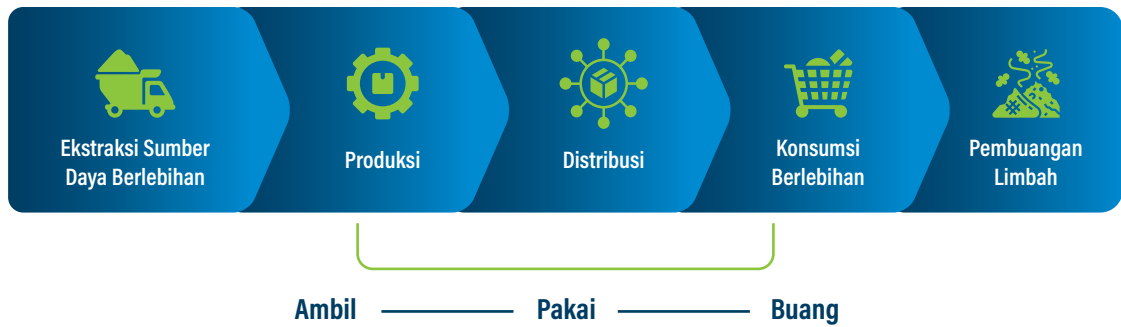 Ekstraksi Sumber
Daya Berlebihan
Produksi
Distribusi
Konsumsi
Berlebihan
Pembuangan
Limbah
Ambil
Pakai
Buang